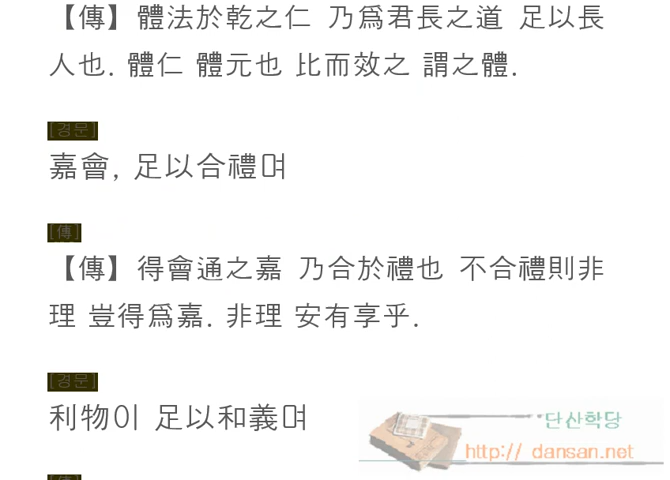 【傳】體法於乾之仁 乃爲君長之道 足以長
人也. 體仁 體元也 比而效之 謂之體.
[경문]
嘉會, 足以合禮며
[傳]
【傳】得會通之嘉 乃合於禮也 不合禮則非
理 豈得爲嘉. 非理 安有享乎.
[경문]
利物이 足以和義며
단산학당
http://dansan.net